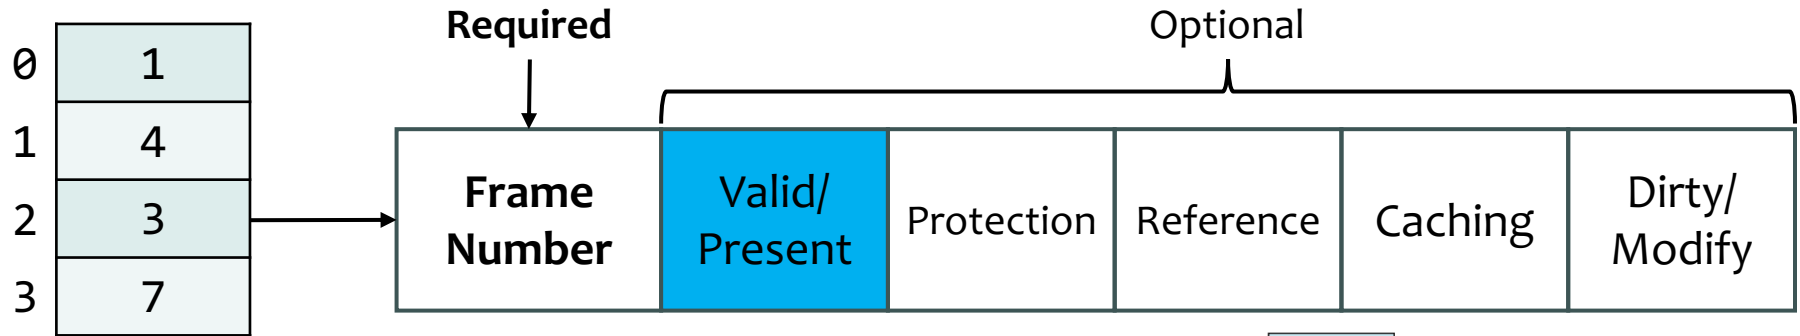 Required
Optional
0 1
1 4
2 3
3 7
Frame
Number
Valid/
Present
Protection
Reference
Caching
Dirty/
Modify